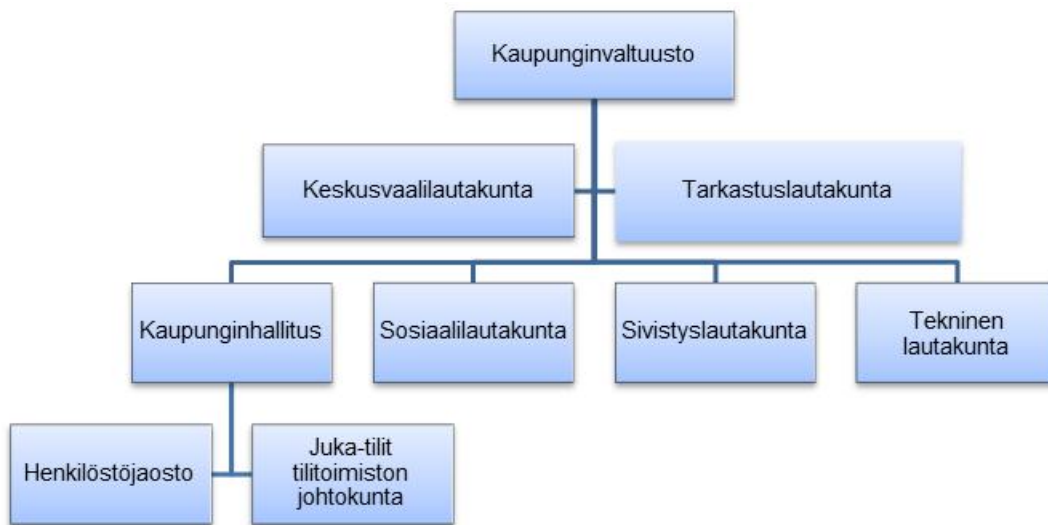 Kaupunginvaltuusto
Keskusvaalilautakunta
Tarkastuslautakunta
Kaupunginhallitus
Sosiaalilautakunta
Sivistyslautakunta
Tekninen
lautakunta
Henkilöstöjaosto
Juka-tilit
tilitoimiston
johtokunta